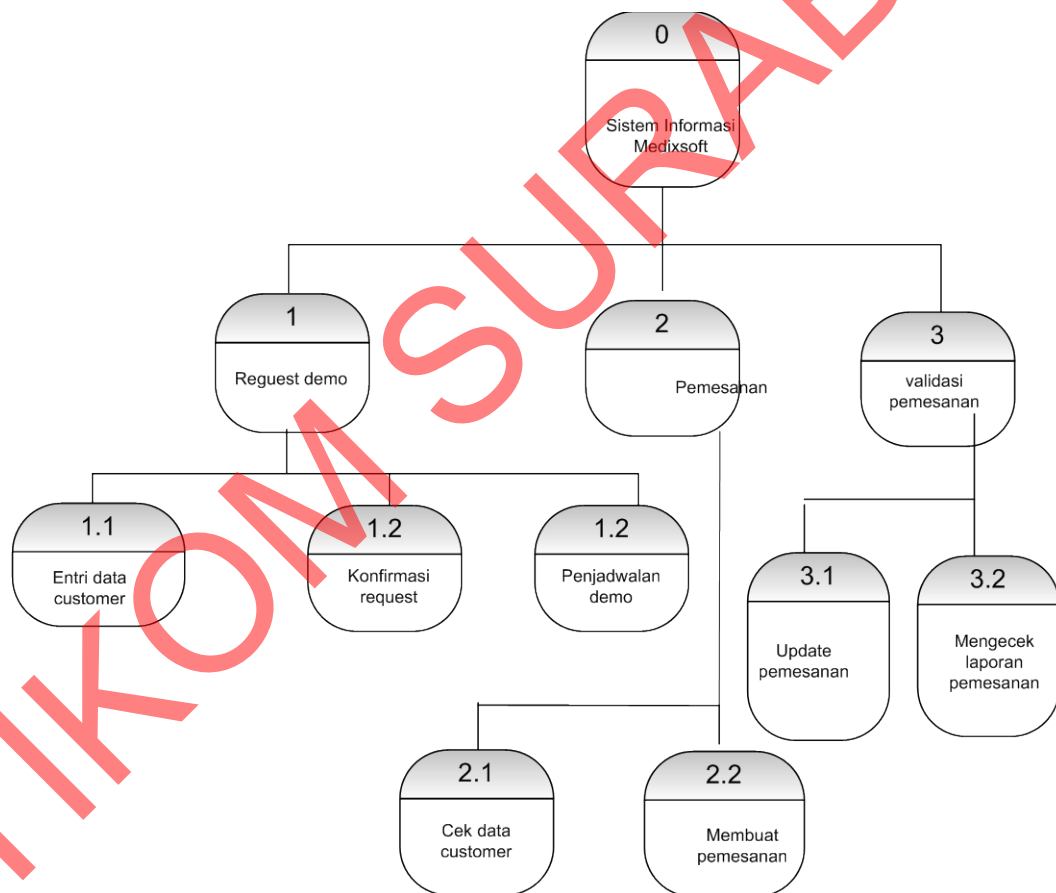 0
Sistem Informasi
Medixsoft
1
Reguest demo
2
Pemesanan
3
validasi
pemesanan
1.1
Entri data
customer
1.2
Konfirmasi
request
1.2
Penjadwalan
demo
3.1
Update
pemesanan
3.2
Mengecek
laporan
pemesanan
2.1
Cek data
customer
2.2
Membuat
pemesanan
IKOM SURAB